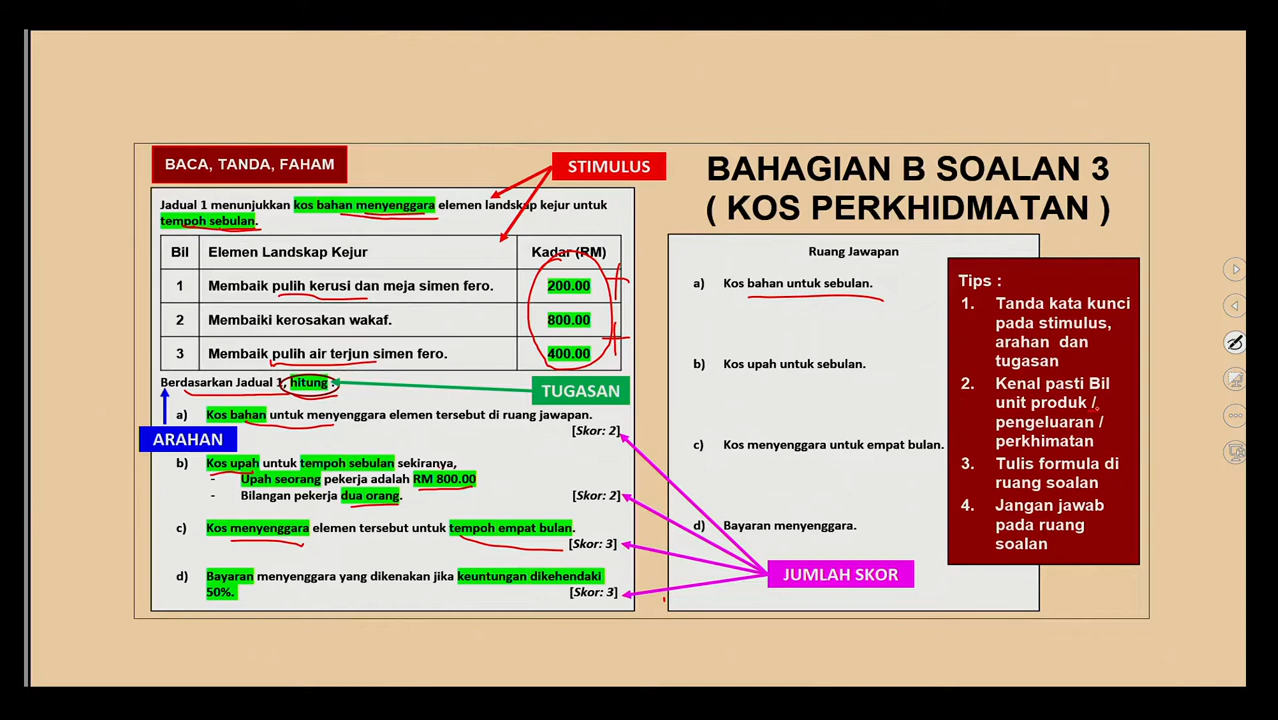 BACA, TANDA, FAHAM
STIMULUS
BAHAGIAN B SOALAN 3
( KOS PERKHIDMATAN )
Jadual 1 menunjukkan kos bahan menyenggara elemen landskap kejur untuk
tempoh sebulan.
Bil Elemen Landskap Kejur Kadar (RM)
1 Membaik pulih kerusi dan meja simen fero. 200.00
2 Membaiki kerosakan wakaf. 800.00
3 Membaik pulih air terjun simen fero. 400.00
Berdasarkan Jadual 1, hitung :
TUGASAN
a) Kos bahan untuk menyenggara elemen tersebut di ruang jawapan.
[Skor: 2]
ARAHAN
b) Kos upah untuk tempoh sebulan sekiranya,
- Upah seorang pekerja adalah RM 800.00
- Bilangan pekerja dua orang.
[Skor: 2]
c) Kos menyenggara elemen tersebut untuk tempoh empat bulan.
[Skor: 3]
d) Bayaran menyenggara yang dikenakan jika keuntungan dikehendaki
50%.
[Skor: 3]
Ruang Jawapan
a) Kos bahan untuk sebulan.
b) Kos upah untuk sebulan.
c) Kos menyenggara untuk empat bulan.
d) Bayaran menyenggara.
JUMLAH SKOR
Tips :
1. Tanda kata kunci
pada stimulus,
arahan dan
tugasan
2. Kenal pasti Bil
unit produk /
pengeluaran /
perkhimatan
3. Tulis formula di
ruang soalan
4. Jangan jawab
pada ruang
soalan